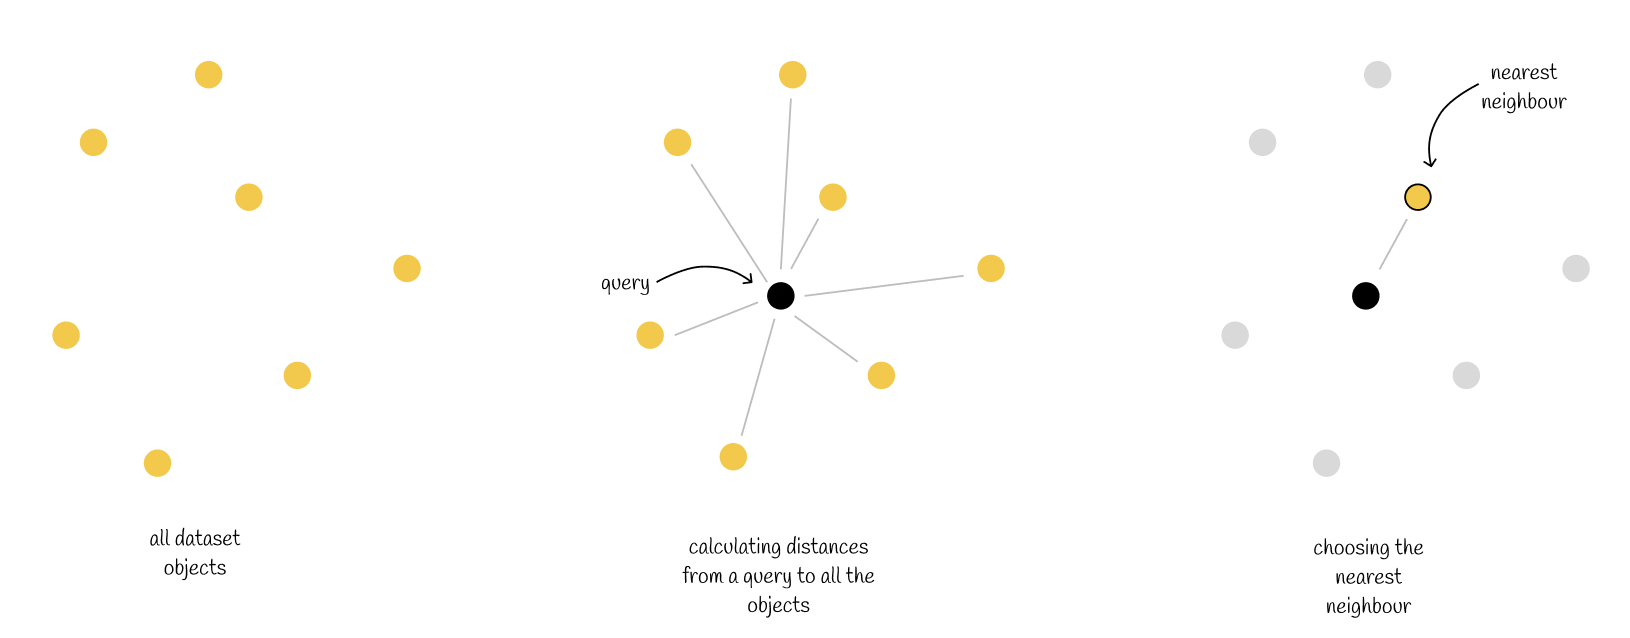 query
nearest
neighbour
all dataset
objects
calculating distances
from a query to all the
objects
choosing the
nearest
neighbour